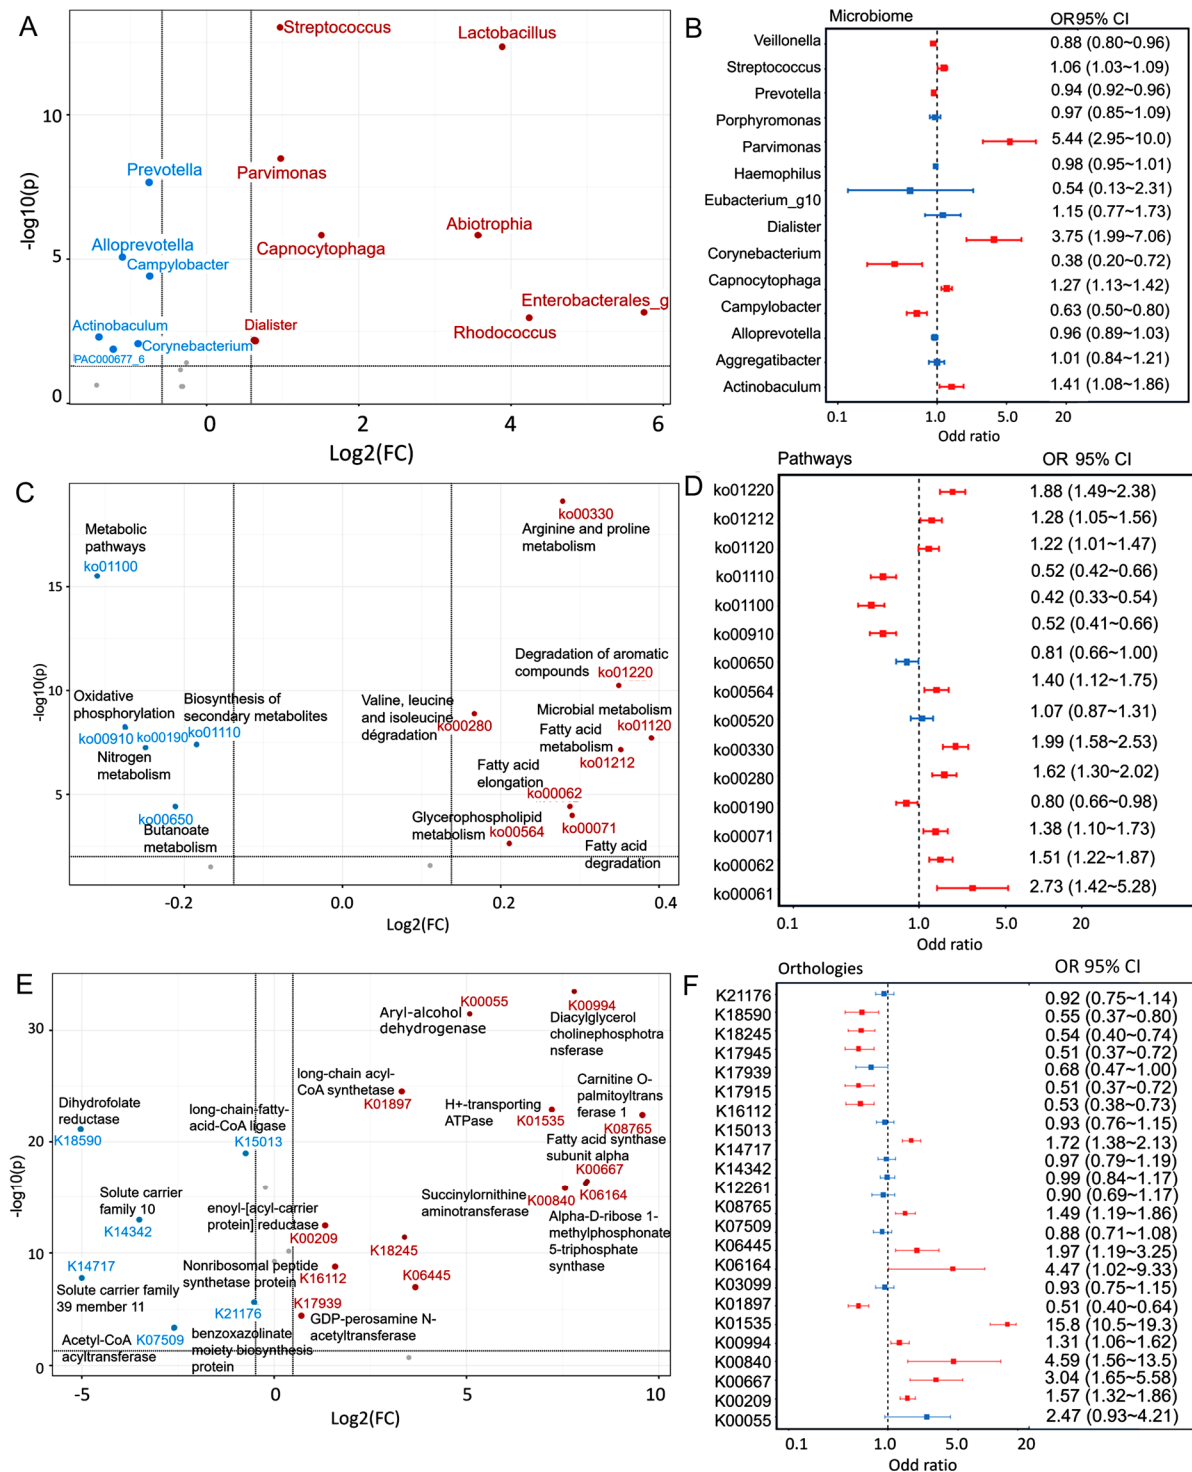 A
Streptococcus
Lactobacillus
10
Prevotella
Parvimonas
Abiotrophia
Alloprevotella
Capnocytophaga
5
Campylobacter
Enterobacterales_g
Actinobaculum
Dialister
Rhodococcus
Corynebacterium
PAC000677_6
0
-log10(p)
0 2 4 6
Log2(FC)
B
Microbiome
OR95% CI
Veillonella
0.88 (0.80~0.96)
Streptococcus
1.06 (1.03~1.09)
Prevotella
0.94 (0.92~0.96)
Porphyromonas
0.97 (0.85~1.09)
Parvimonas
5.44 (2.95~10.0)
Haemophilus
0.98 (0.95~1.01)
Eubacterium_g10
0.54 (0.13~2.31)
Dialister
1.15 (0.77~1.73)
Corynebacterium
3.75 (1.99~7.06)
Capnocytophaga
0.38 (0.20~0.72)
Campylobacter
1.27 (1.13~1.42)
Alloprevotella
0.63 (0.50~0.80)
Aggregatibacter
0.96 (0.89~1.03)
Actinobaculum
1.01 (0.84~1.21)
1.41 (1.08~1.86)
0.1 1.0 5.0 20
Odd ratio
C
ko00330
Arginine and proline
metabolism
Metabolic
pathways
ko01100
15
Degradation of aromatic
compounds ko01220
10
Oxidative
phosphorylation
ko00910 ko00190
Biosynthesis of
secondary metabolites
ko01110
Nitrogen
metabolism
Valine, leucine
and isoleucine
dégradation
ko00280
Microbial metabolism
ko01120
Fatty acid
metabolism
ko01212
Fatty acid
elongation
ko00062
5
ko00650
Butanoate
metabolism
Glycerophospholipid
metabolism ko00564
ko00071
Fatty acid
degradation
-log10(p)
-0.2 0.0 0.2 0.4
Log2(FC)
D
Pathways
OR 95% CI
ko01220
1.88 (1.49~2.38)
ko01212
1.28 (1.05~1.56)
ko01120
1.22 (1.01~1.47)
ko01110
0.52 (0.42~0.66)
ko01100
0.42 (0.33~0.54)
ko00910
0.52 (0.41~0.66)
ko00650
0.81 (0.66~1.00)
ko00564
1.40 (1.12~1.75)
ko00520
1.07 (0.87~1.31)
ko00330
1.99 (1.58~2.53)
ko00280
1.62 (1.30~2.02)
ko00190
0.80 (0.66~0.98)
ko00071
1.38 (1.10~1.73)
ko00062
1.51 (1.22~1.87)
ko00061
2.73 (1.42~5.28)
0.1 1.0 5.0 20
Odd ratio
E
K00055
Aryl-alcohol
dehydrogenase
K00994
Diacylglycerol
cholinephosphotra
nsferase
30
long-chain acyl-
CoA synthetase
K01897
H+-transporting
ATPase
K01535
Carnitine O-
palmitoyltrans
ferase 1
K08765
Dihydrofolate
reductase
K18590
long-chain-fatty-
acid-CoA ligase
K15013
20
Fatty acid synthase
subunit alpha
K00667
Succinylornithine
aminotransferase
K00840
K06164
Alpha-D-ribose 1-
methylphosphonate
5-triphosphate
synthase
Solute carrier
family 10
K14342
enoyl-[acyl-carrier
protein] reductase
K00209
K18245
10
K14717
Solute carrier family
39 member 11
Nonribosomal peptide
synthetase protein
K16112
K06445
K21176
K17939
GDP-perosamine N-
acetyltransferase
Acetyl-CoA
acyltransferase
K07509
benzoxazolinate
moiety biosynthesis
protein
0
-log10(p)
-5 0 5 10
Log2(FC)
F
Orthologies
OR 95% CI
K21176
0.92 (0.75~1.14)
K18590
0.55 (0.37~0.80)
K18245
0.54 (0.40~0.74)
K17945
0.51 (0.37~0.72)
K17939
0.68 (0.47~1.00)
K17915
0.51 (0.37~0.72)
K16112
0.53 (0.38~0.73)
K15013
0.93 (0.76~1.15)
K14717
1.72 (1.38~2.13)
K14342
0.97 (0.79~1.19)
K12261
0.99 (0.84~1.17)
K08765
0.90 (0.69~1.17)
K07509
1.49 (1.19~1.86)
K06445
0.88 (0.71~1.08)
K06164
1.97 (1.19~3.25)
K03099
4.47 (1.02~9.33)
K01897
0.93 (0.75~1.15)
K01535
0.51 (0.40~0.64)
K00994
15.8 (10.5~19.3)
K00840
1.31 (1.06~1.62)
K00667
4.59 (1.56~13.5)
K00209
3.04 (1.65~5.58)
K00055
1.57 (1.32~1.86)
2.47 (0.93~4.21)
0.1 1.0 5.0 20
Odd ratio